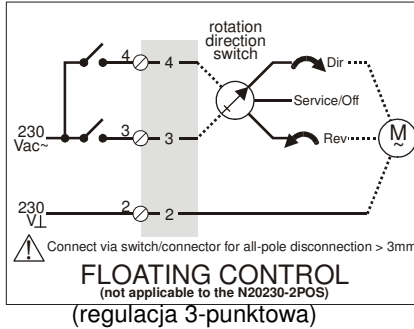 rotation
direction
switch
4 4
Dir
Service/Off
230
Vac~
3 3
Rev
M
~
230
V⊥
2 2
Connect via switch/connector for all-pole disconnection > 3mm
FLOATING CONTROL
(not applicable to the N20230-2POS)
(regulacja 3-punktowa)